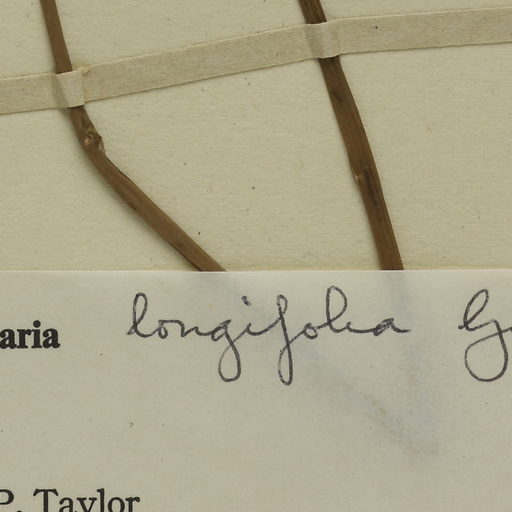 aria longifolia G
P. Taylor